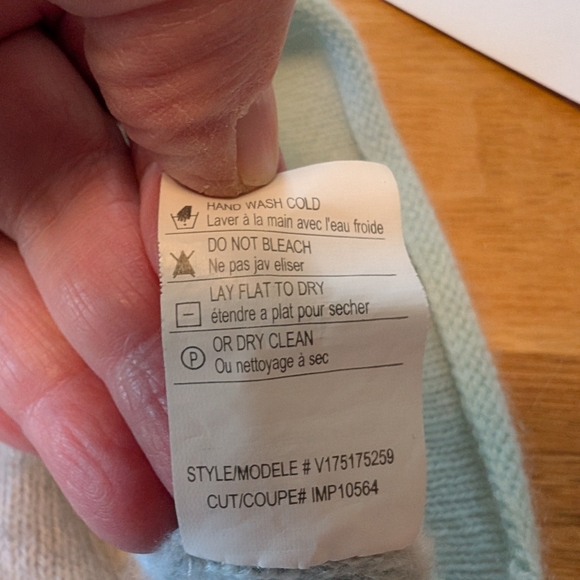 HAND WASH COLD
Laver à la main avec l'eau froide
DO NOT BLEACH
Ne pas jav eliser
LAY FLAT TO DRY
étendre a plat pour secher
P
OR DRY CLEAN
Ou nettoyage à sec
STYLE/MODELE # V175175259
CUT/COUPE# IMP10564